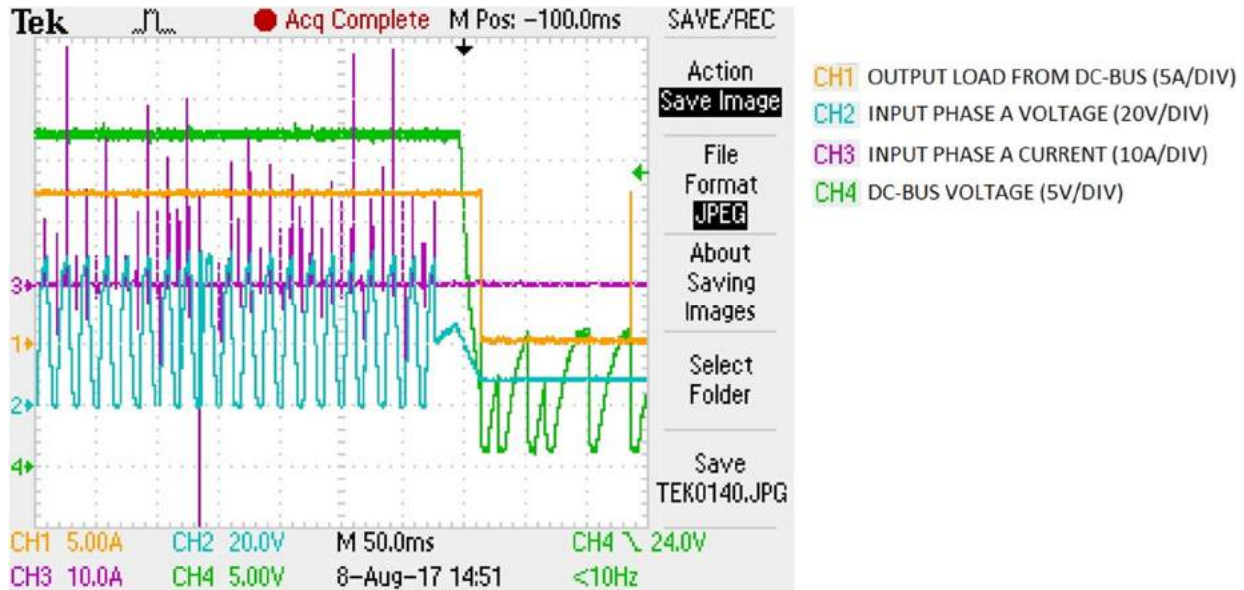 Tek Acq Complete M Pos: -100.0ms SAVE/REC
Action
Save Image
File
Format
JPEG
About
Saving
Images
Select
Folder
Save
TEK0140.JPG
3
1
2
4
CH1 5.00A CH2 20.0V M 50.0ms CH4 24.0V
CH3 10.0A CH4 5.00V 8-Aug-17 14:51 <10Hz
CH1 OUTPUT LOAD FROM DC-BUS (5A/DIV)
CH2 INPUT PHASE A VOLTAGE (20V/DIV)
CH3 INPUT PHASE A CURRENT (10A/DIV)
CH4 DC-BUS VOLTAGE (5V/DIV)